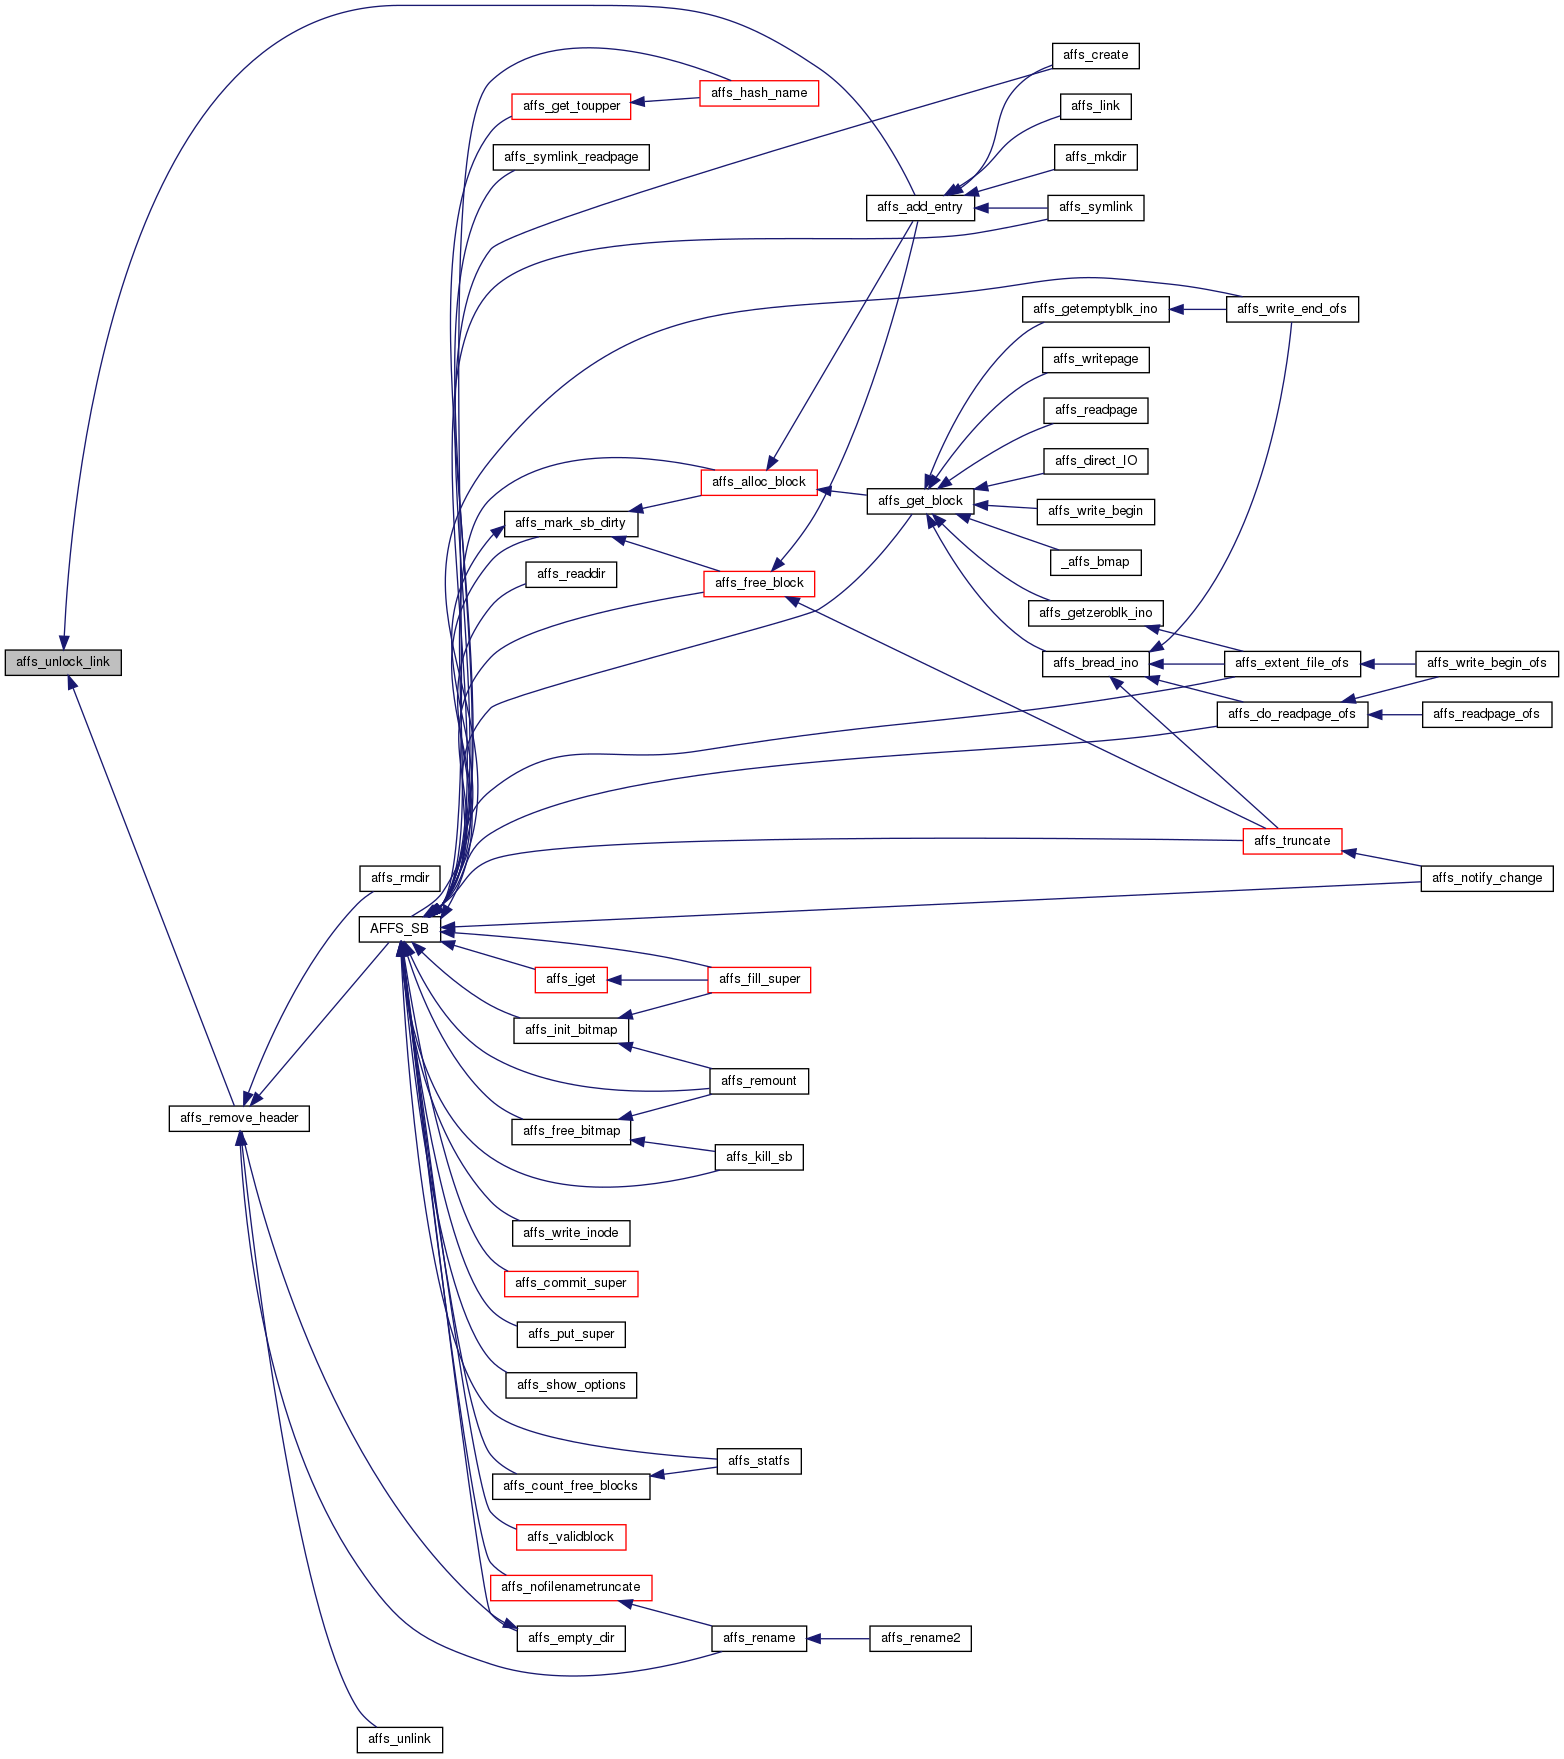 affs_create
affs_hash_name
affs_get_toupper
affs_link
affs_symlink_readpage
affs_mkdir
affs_add_entry
affs_symlink
affs_getemptyblk_ino
affs_write_end_ofs
affs_writepage
affs_readpage
affs_direct_IO
affs_alloc_block
affs_get_block
affs_write_begin
affs_mark_sb_dirty
_affs_bmap
affs_readdir
affs_free_block
affs_getzeroblk_ino
affs_unlock_link
affs_bread_ino
affs_extent_file_ofs
affs_write_begin_ofs
affs_do_readpage_ofs
affs_readpage_ofs
affs_truncate
affs_rmdir
affs_notify_change
AFFS_SB
affs_iget
affs_fill_super
affs_init_bitmap
affs_remount
affs_remove_header
affs_free_bitmap
affs_kill_sb
affs_write_inode
affs_commit_super
affs_put_super
affs_show_options
affs_statfs
affs_count_free_blocks
affs_validblock
affs_nofilenametruncate
affs_empty_dir
affs_rename
affs_rename2
affs_unlink